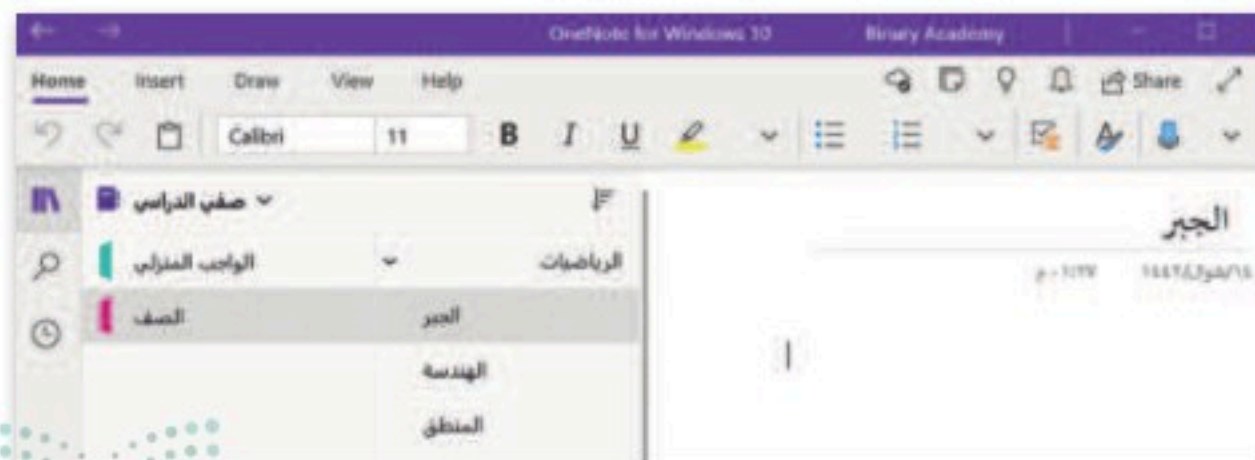 OneNote for Windows 10
Binary Academy
Home Insert Draw View Help
Share
Calibri 11 B I U
صفي الدراسي
الواجب المنزلي
الرياضيات
الصف
الجبر
الهندسة
المنطق
الجبر